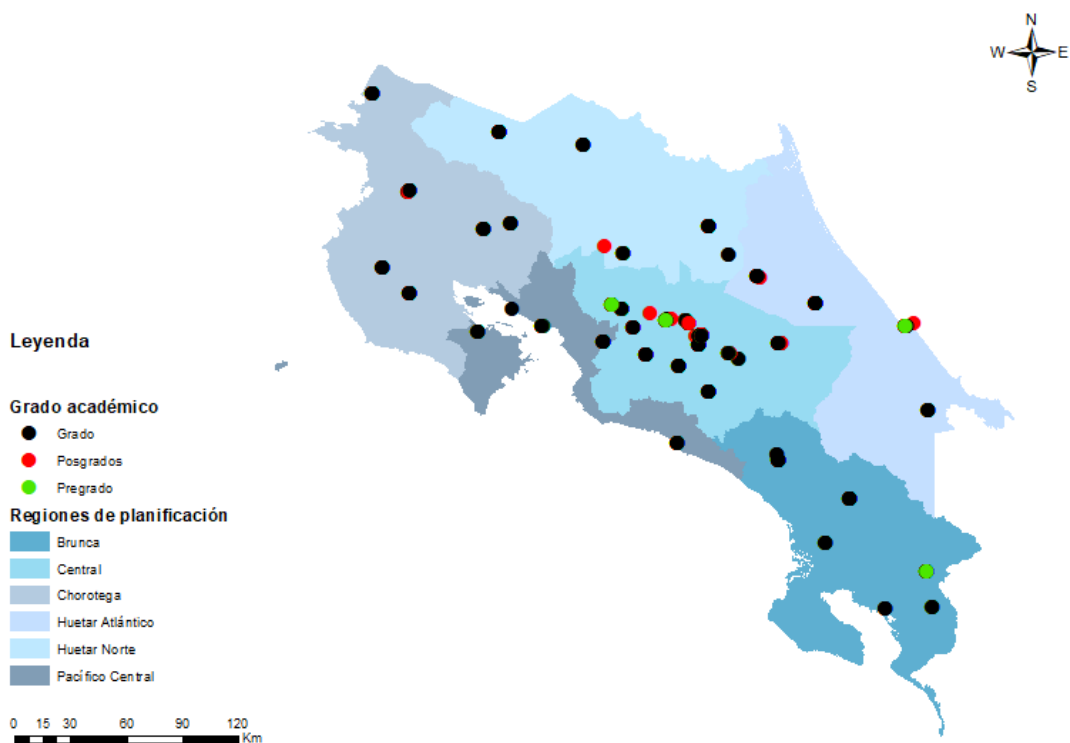 N
W E
S
Leyenda
Grado académico
Grado
Posgrados
Pregrado
Regiones de planificación
Brunca
Central
Chorotega
Huetar Atlántico
Huetar Norte
Pacífico Central
0 15 30 60 90 120
Km